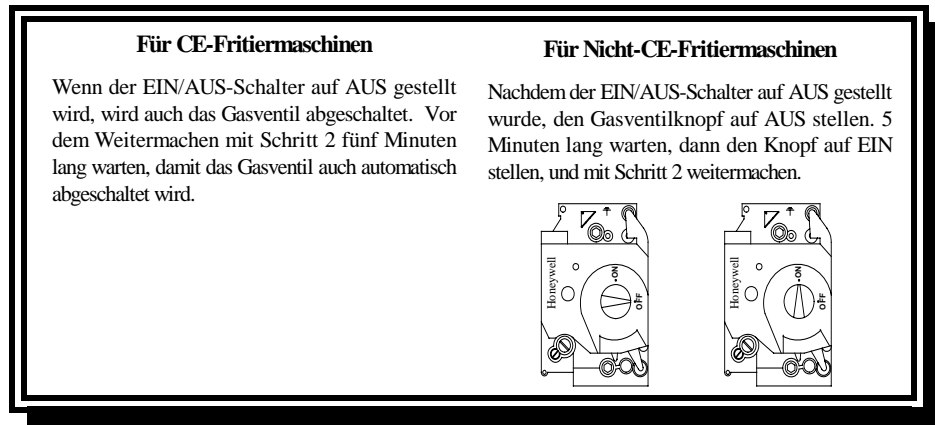 Für CE-Fritiermaschinen
Wenn der EIN/AUS-Schalter auf AUS gestellt
wird, wird auch das Gasventil abgeschaltet. Vor
dem Weitermachen mit Schritt 2 fünf Minuten
lang warten, damit das Gasventil auch automatisch
abgeschaltet wird.
Für Nicht-CE-Fritiermaschinen
Nachdem der EIN/AUS-Schalter auf AUS gestellt
wurde, den Gasventilknopf auf AUS stellen. 5
Minuten lang warten, dann den Knopf auf EIN
stellen, und mit Schritt 2 weitermachen.
Honeywell
ON
OFF
Honeywell
ON
OFF